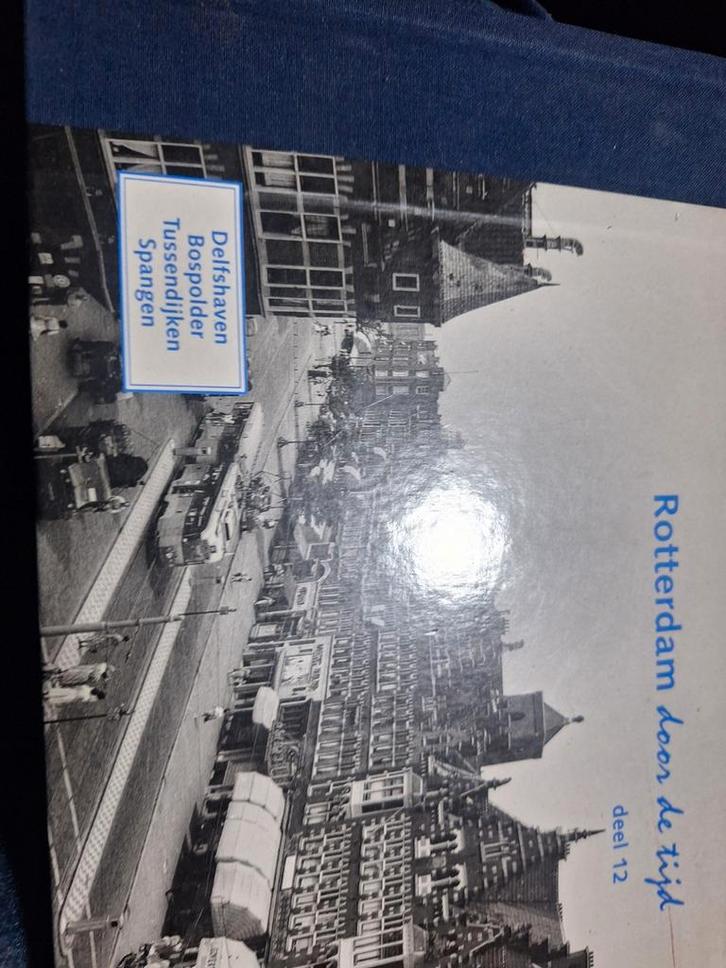 Rotterdam door de tijd
deel 12
Delfshaven
Bospolder
Tussendijken
Spangen